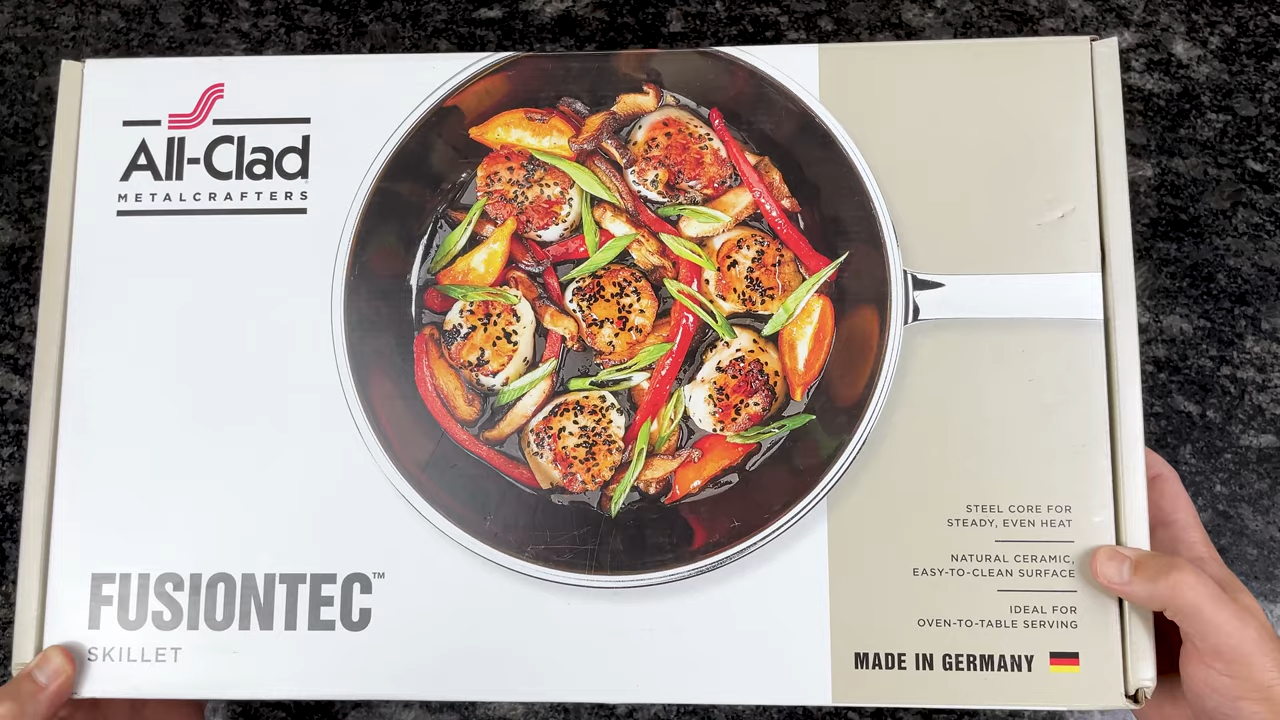 All-Clad
METALCRAFTERS
FUSIONTEC™
SKILLET
STEEL CORE FOR
STEADY, EVEN HEAT
NATURAL CERAMIC,
EASY-TO-CLEAN SURFACE
IDEAL FOR
OVEN-TO-TABLE SERVING
MADE IN GERMANY